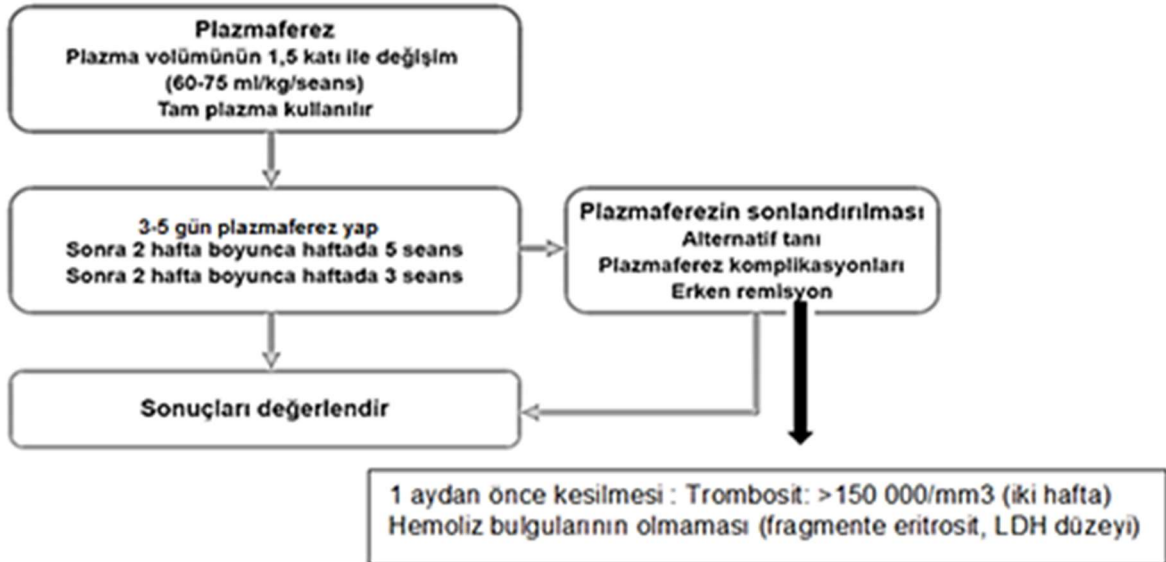 Plazmaferez
Plazma volümünün 1,5 katı ile değişim
(60-75 ml/kg/seans)
Tam plazma kullanılır
3-5 gün plazmaferez yap
Sonra 2 hafta boyunca haftada 5 seans
Sonra 2 hafta boyunca haftada 3 seans
Plazmaferezin sonlandırılması
Alternatif tanı
Plazmaferez komplikasyonları
Erken remisyon
Sonuçları değerlendir
1 aydan önce kesilmesi : Trombosit: >150 000/mm3 (iki hafta)
Hemoliz bulgularının olmaması (fragmente eritrosit, LDH düzeyi)